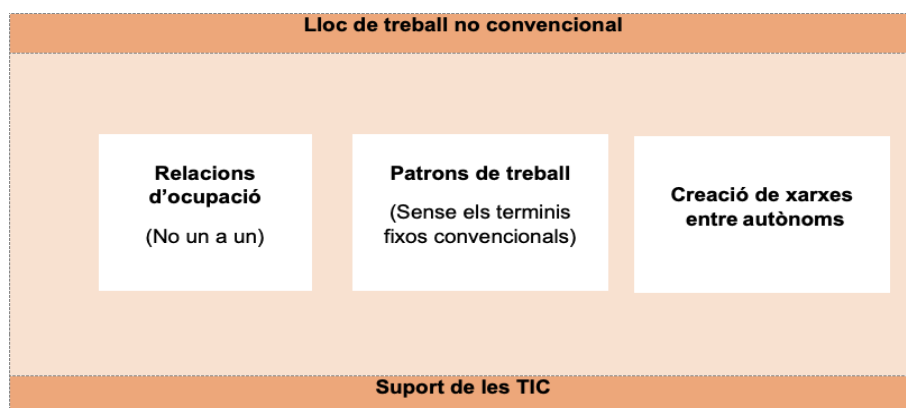 Lloc de treball no convencional
Relacions
d’ocupació
(No un a un)
Patrons de treball
(Sense els terminis
fixos convencionals)
Creació de xarxes
entre autònoms
Suport de les TIC